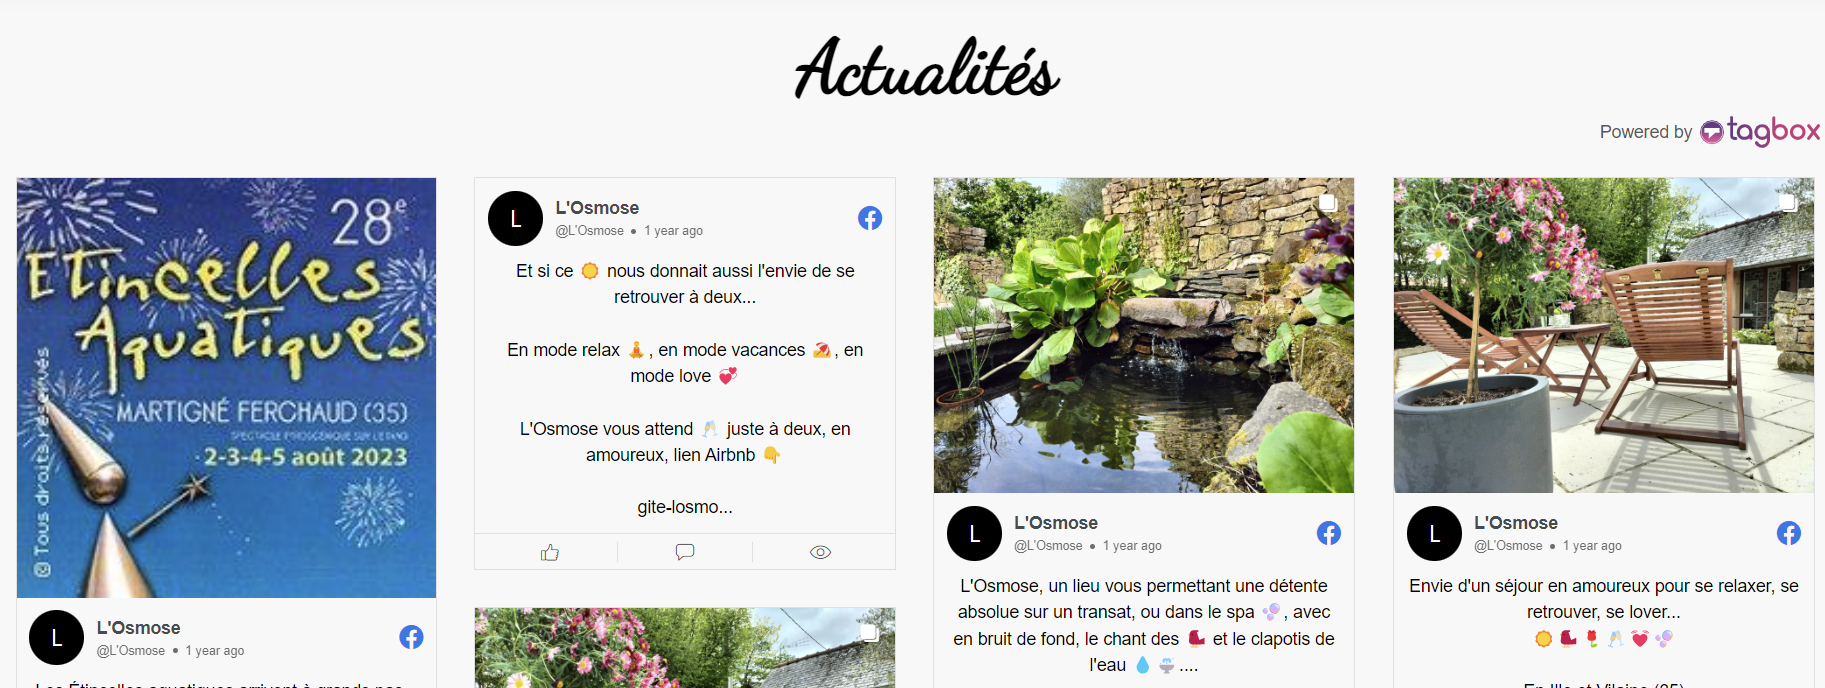 Actualités
Powered by tagbox
28e
Etincelles
Aquatiques
MARTIGNÉ FERCHAUD (35)
SPECTACLE PYROSCÉNIQUE SUR L'ETANG
2-3-4-5 août 2023
© Tous droits réservés
L
L'Osmose
@L'Osmose • 1 year ago
Les Étincelles aquatiques arrivent à grands pas
L
L'Osmose
@L'Osmose • 1 year ago
Et si ce 🌞 nous donnait aussi l'envie de se
retrouver à deux...
En mode relax 🧘, en mode vacances 🏖, en
mode love 💞
L'Osmose vous attend 🥂 juste à deux, en
amoureux, lien Airbnb 👇
gite-losmo...
L
L'Osmose
@L'Osmose • 1 year ago
L'Osmose, un lieu vous permettant une détente
absolue sur un transat, ou dans le spa 🫧, avec
en bruit de fond, le chant des 🐦 et le clapotis de
l'eau 💧 ⛲....
L
L'Osmose
@L'Osmose • 1 year ago
Envie d'un séjour en amoureux pour se relaxer, se
retrouver, se lover...
En Ille et Vilaine (35)